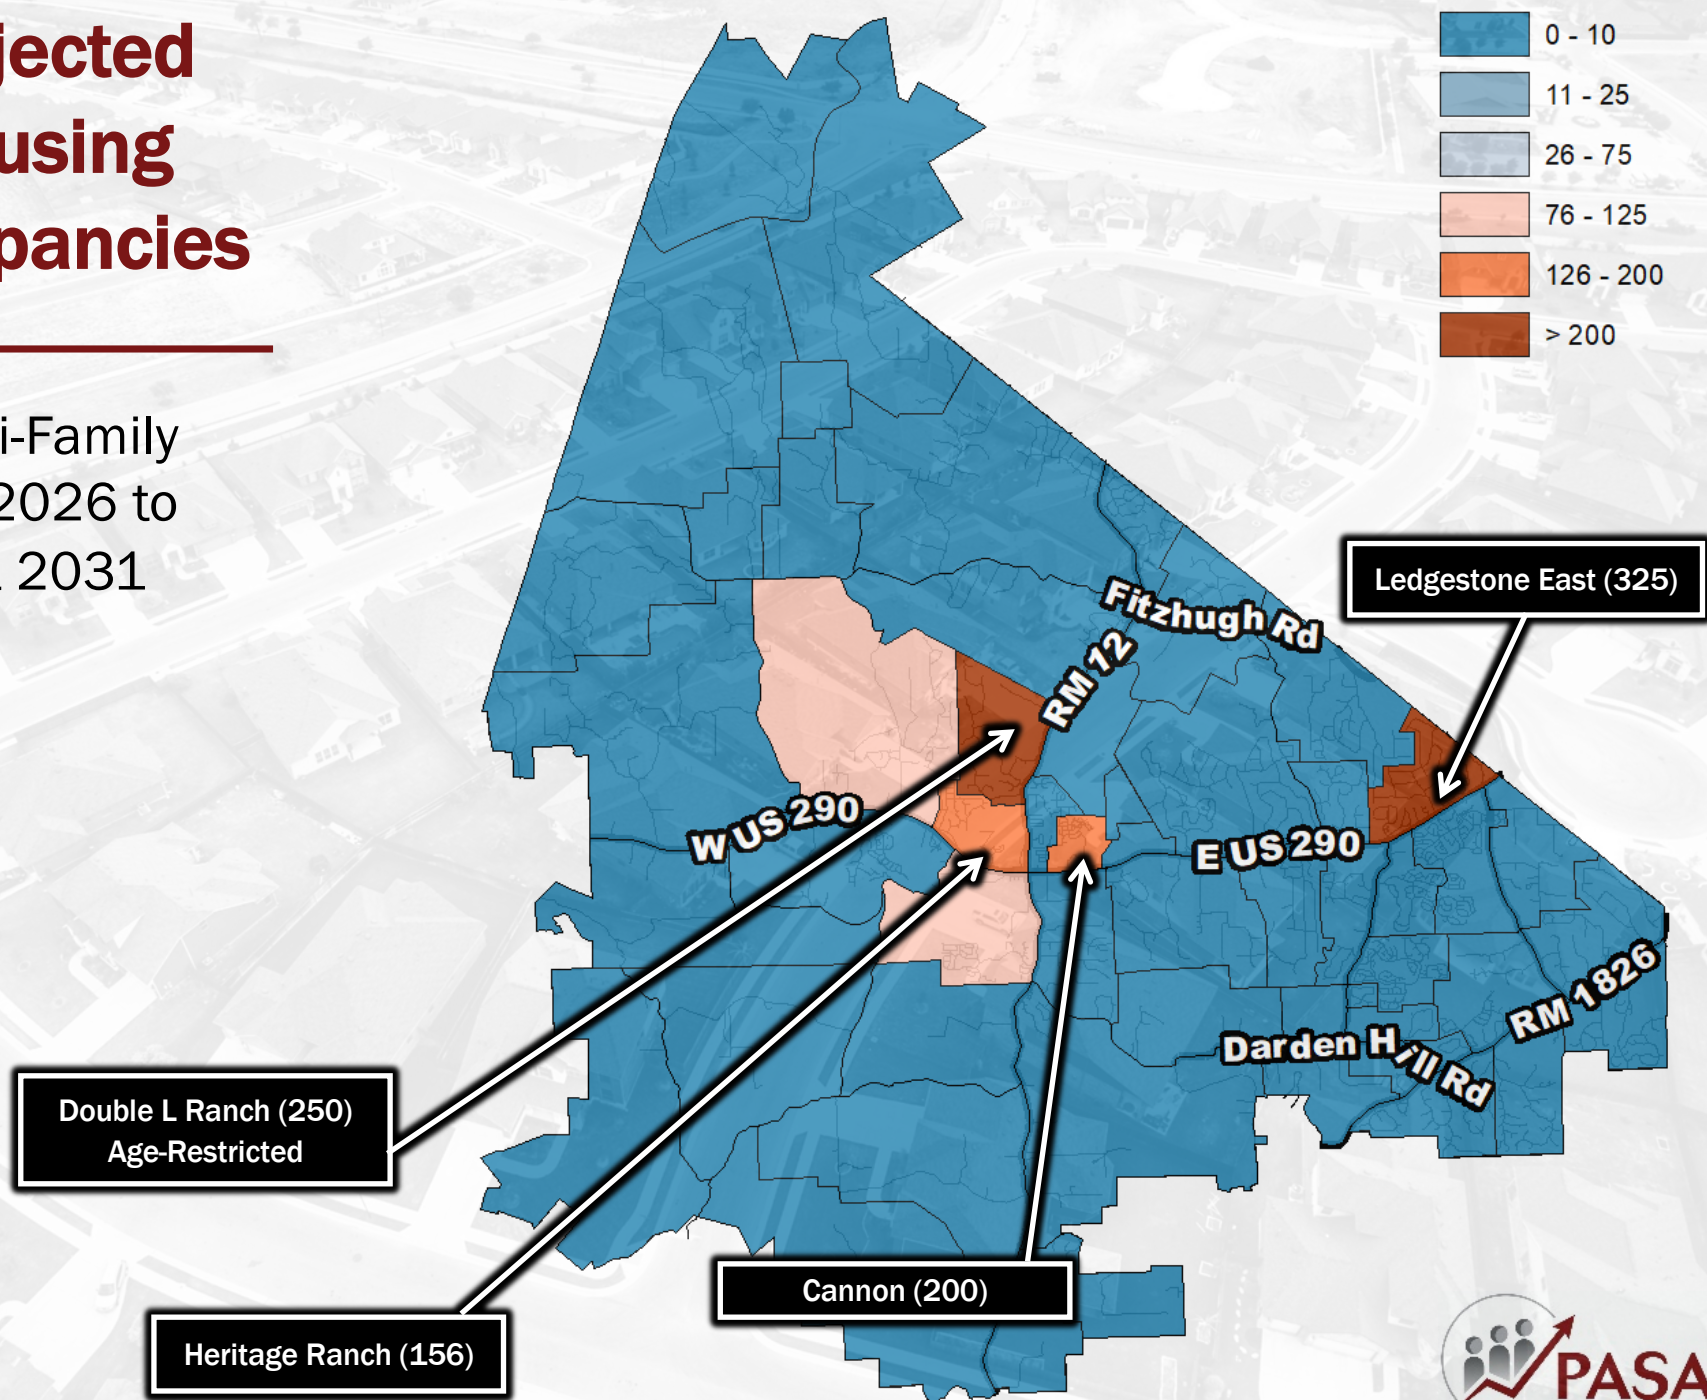 jected
using
pancies
i-Family
2026 to
2031
0 - 10
11 - 25
26 - 75
76 - 125
126 - 200
> 200
Fitzhugh Rd
RM 12
Ledgestone East (325)
W US 290
E US 290
RM 1826
Darden Hill Rd
Double L Ranch (250)
Age-Restricted
Cannon (200)
Heritage Ranch (156)
PASA